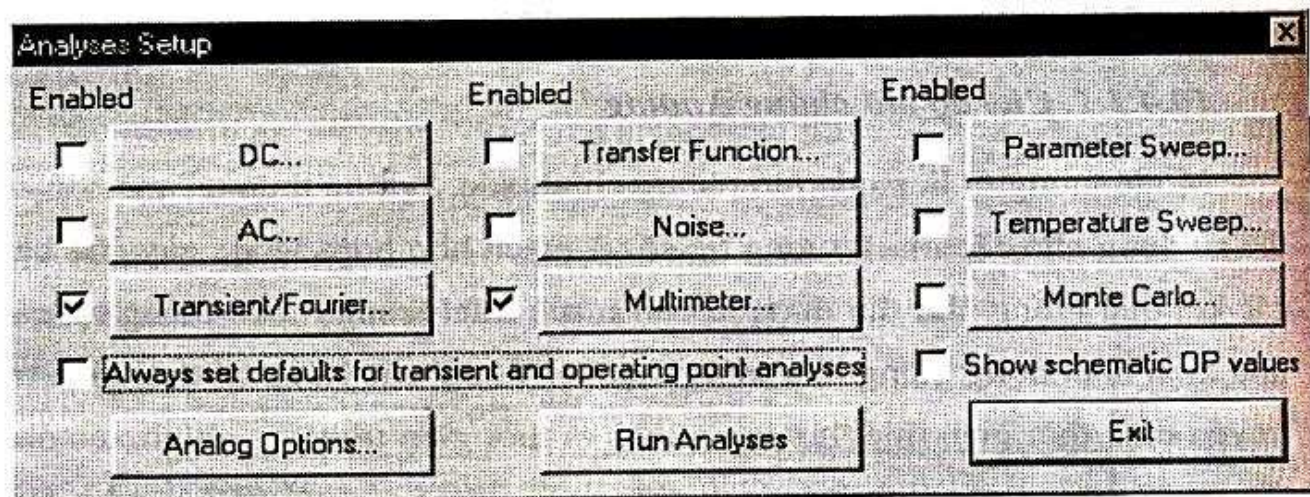 Analyses Setup
Enabled Enabled Enabled
DC... Transfer Function... Parameter Sweep...
AC... Noise... Temperature Sweep...
Transient/Fourier... Multimeter... Monte Carlo...
Always set defaults for transient and operating point analyses Show schematic OP values
Analog Options... Run Analyses Exit